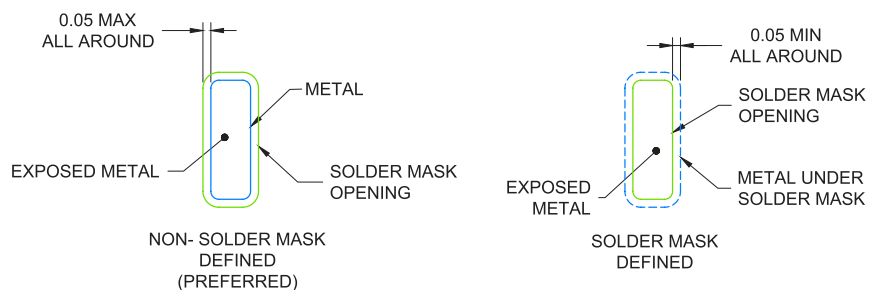 0.05 MAX
ALL AROUND
METAL
EXPOSED METAL
SOLDER MASK
OPENING
NON- SOLDER MASK
DEFINED
(PREFERRED)
0.05 MIN
ALL AROUND
SOLDER MASK
OPENING
EXPOSED
METAL
METAL UNDER
SOLDER MASK
SOLDER MASK
DEFINED